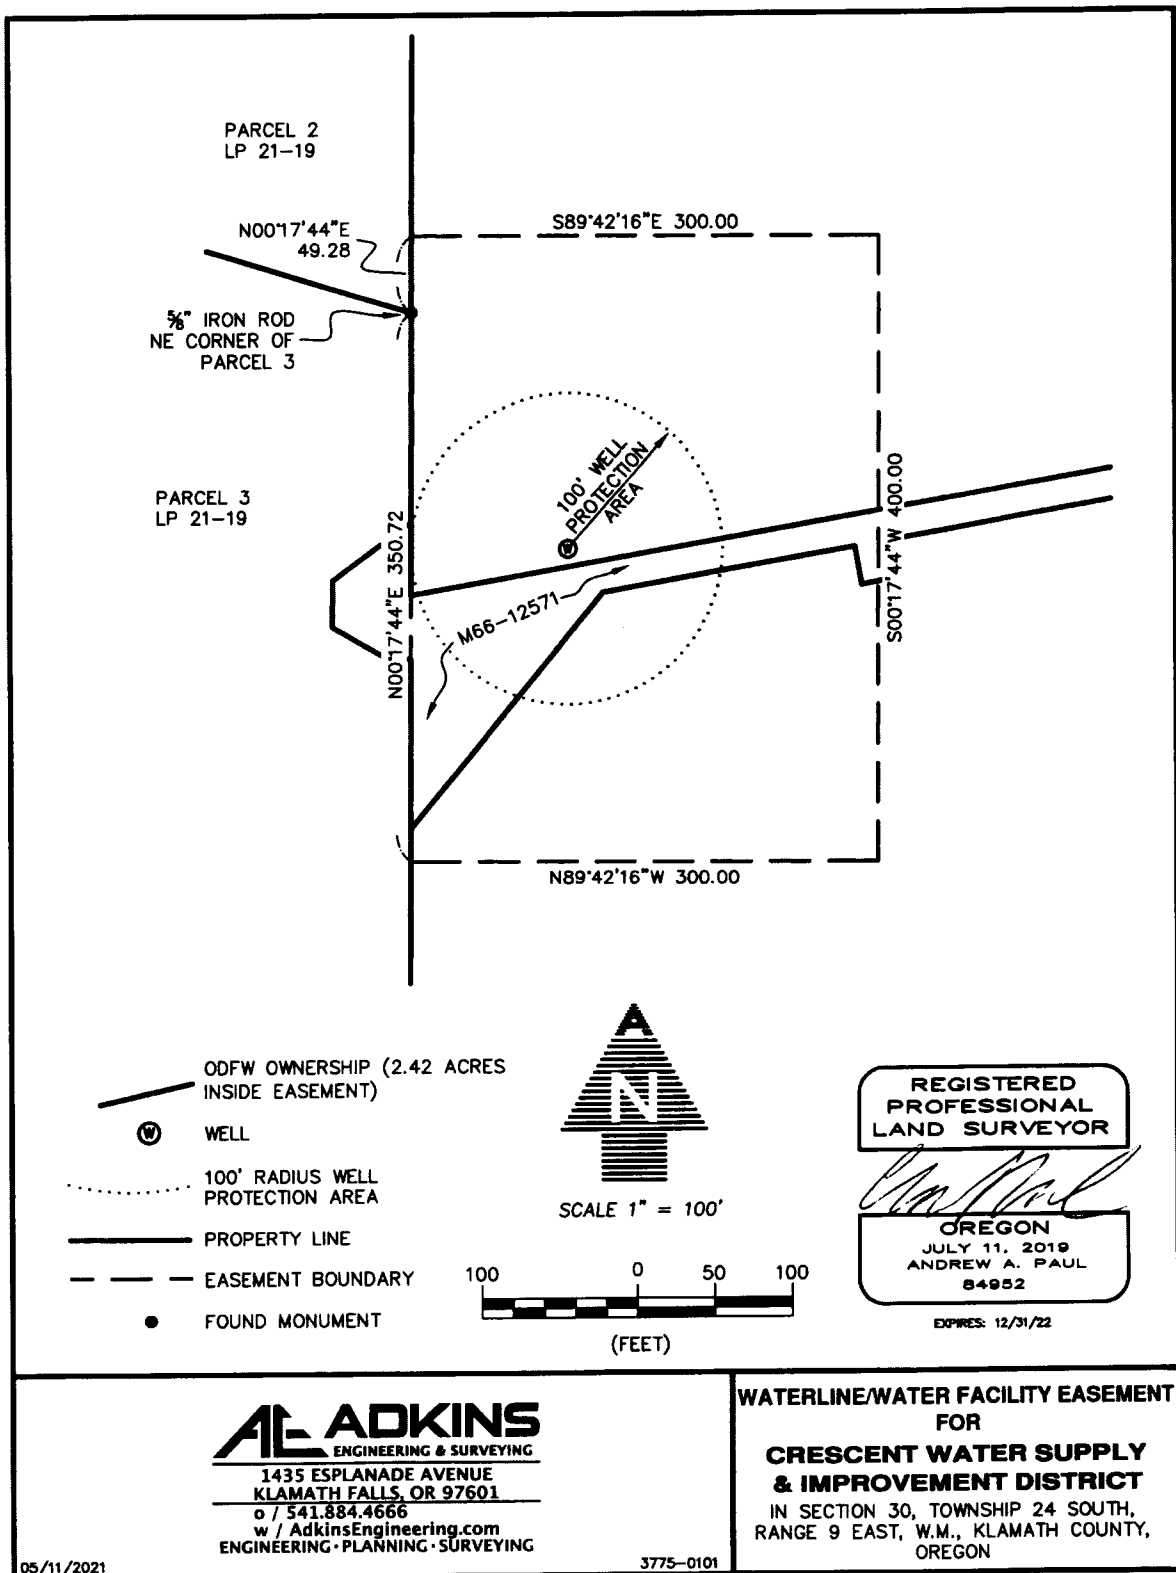 PARCEL 2
LP 21-19
N00°17'44"E
49.28
S89°42'16"E 300.00
5/8" IRON ROD
NE CORNER OF
PARCEL 3
100' WELL
PROTECTION
AREA
PARCEL 3
LP 21-19
N00°17'44"E 350.72
W
S00°17'44"W 400.00
M66-12571
N89°42'16"W 300.00
ODFW OWNERSHIP (2.42 ACRES
INSIDE EASEMENT)
W WELL
100' RADIUS WELL
PROTECTION AREA
PROPERTY LINE
EASEMENT BOUNDARY
FOUND MONUMENT
A
N
SCALE 1" = 100'
100 0 50 100
(FEET)
REGISTERED
PROFESSIONAL
LAND SURVEYOR
OREGON
JULY 11, 2019
ANDREW A. PAUL
84952
EXPIRES: 12/31/22
AE ADKINS
ENGINEERING & SURVEYING
1435 ESPLANADE AVENUE
KLAMATH FALLS, OR 97601
o / 541.884.4666
w / AdkinsEngineering.com
ENGINEERING · PLANNING · SURVEYING
05/11/2021
3775-0101
WATERLINE/WATER FACILITY EASEMENT
FOR
CRESCENT WATER SUPPLY
& IMPROVEMENT DISTRICT
IN SECTION 30, TOWNSHIP 24 SOUTH,
RANGE 9 EAST, W.M., KLAMATH COUNTY,
OREGON